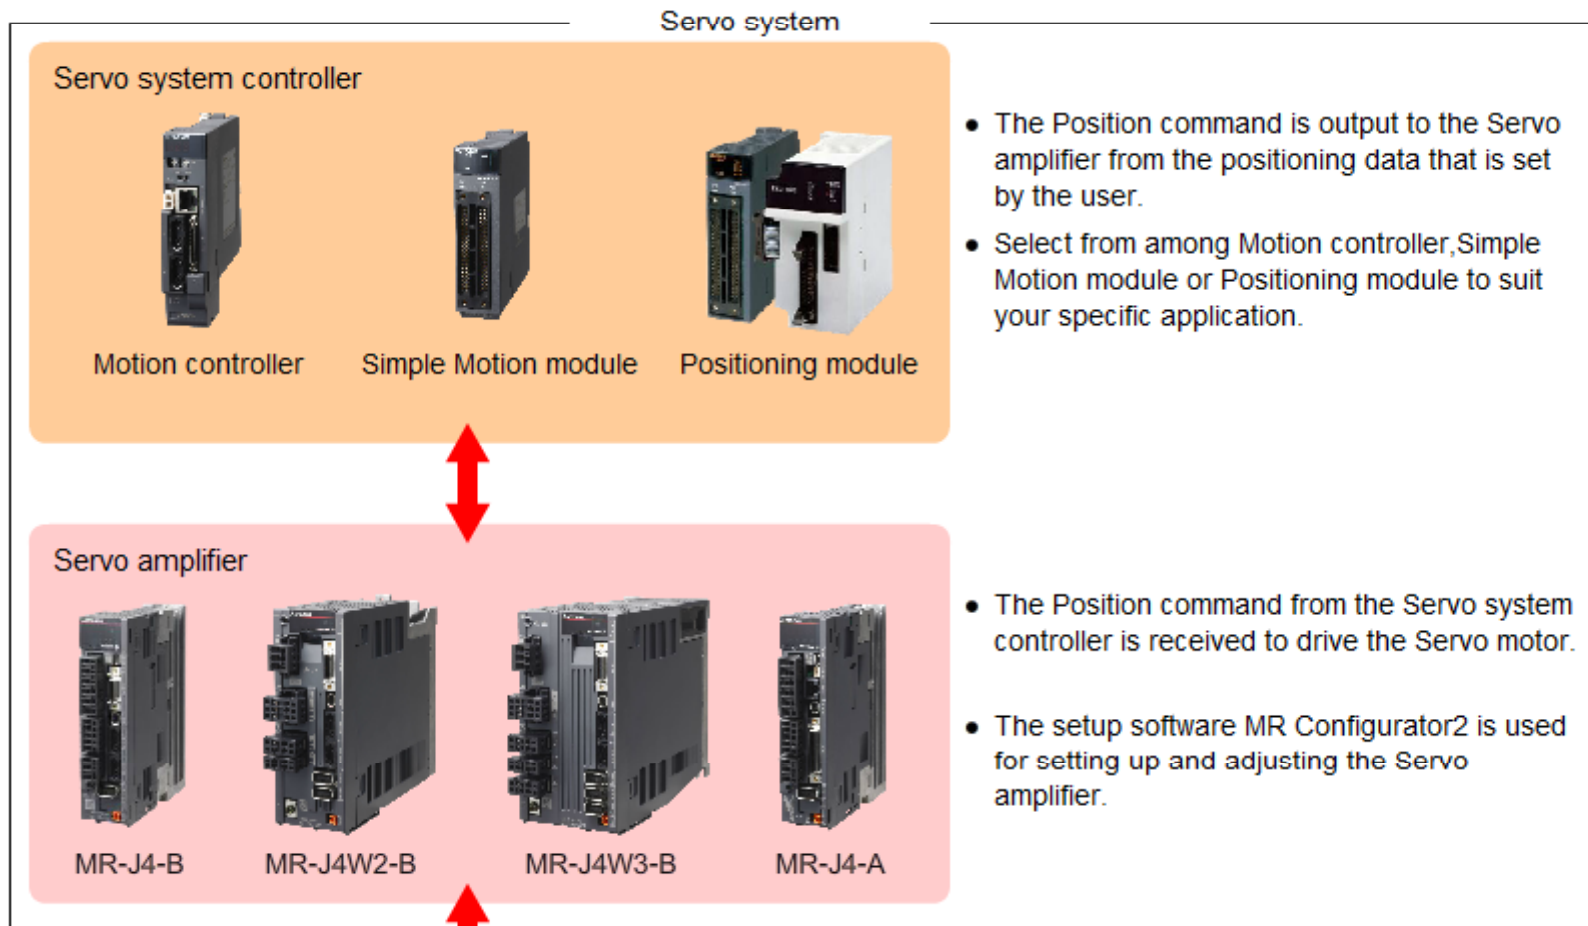 Servo system
Servo system controller
Motion controller
Simple Motion module
Positioning module
● The Position command is output to the Servo
amplifier from the positioning data that is set
by the user.
● Select from among Motion controller,Simple
Motion module or Positioning module to suit
your specific application.
Servo amplifier
MR-J4-B
MR-J4W2-B
MR-J4W3-B
MR-J4-A
● The Position command from the Servo system
controller is received to drive the Servo motor.
● The setup software MR Configurator2 is used
for setting up and adjusting the Servo
amplifier.